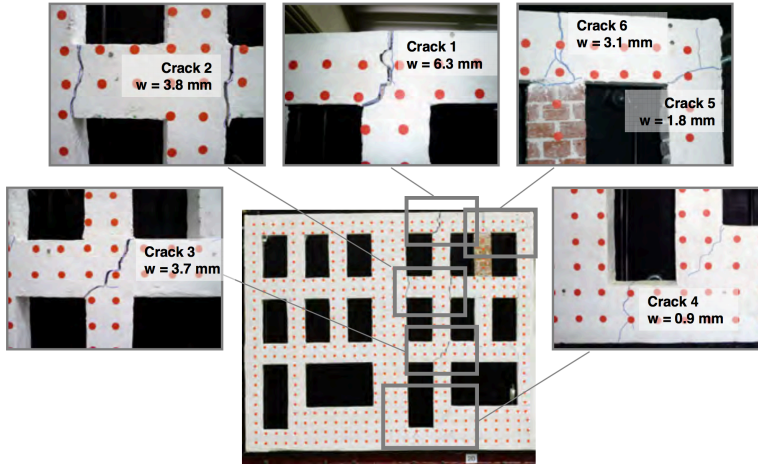 Crack 2
w = 3.8 mm
Crack 1
w = 6.3 mm
Crack 6
w = 3.1 mm
Crack 5
w = 1.8 mm
Crack 3
w = 3.7 mm
Crack 4
w = 0.9 mm